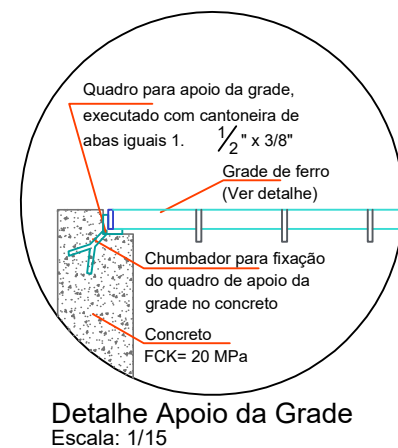 Quadro para apoio da grade,
executado com cantoneira de
abas iguais 1. 1/2" x 3/8"
Grade de ferro
(Ver detalhe)
Chumbador para fixação
do quadro de apoio da
grade no concreto
Concreto
FCK= 20 MPa
Detalhe Apoio da Grade
Escala: 1/15